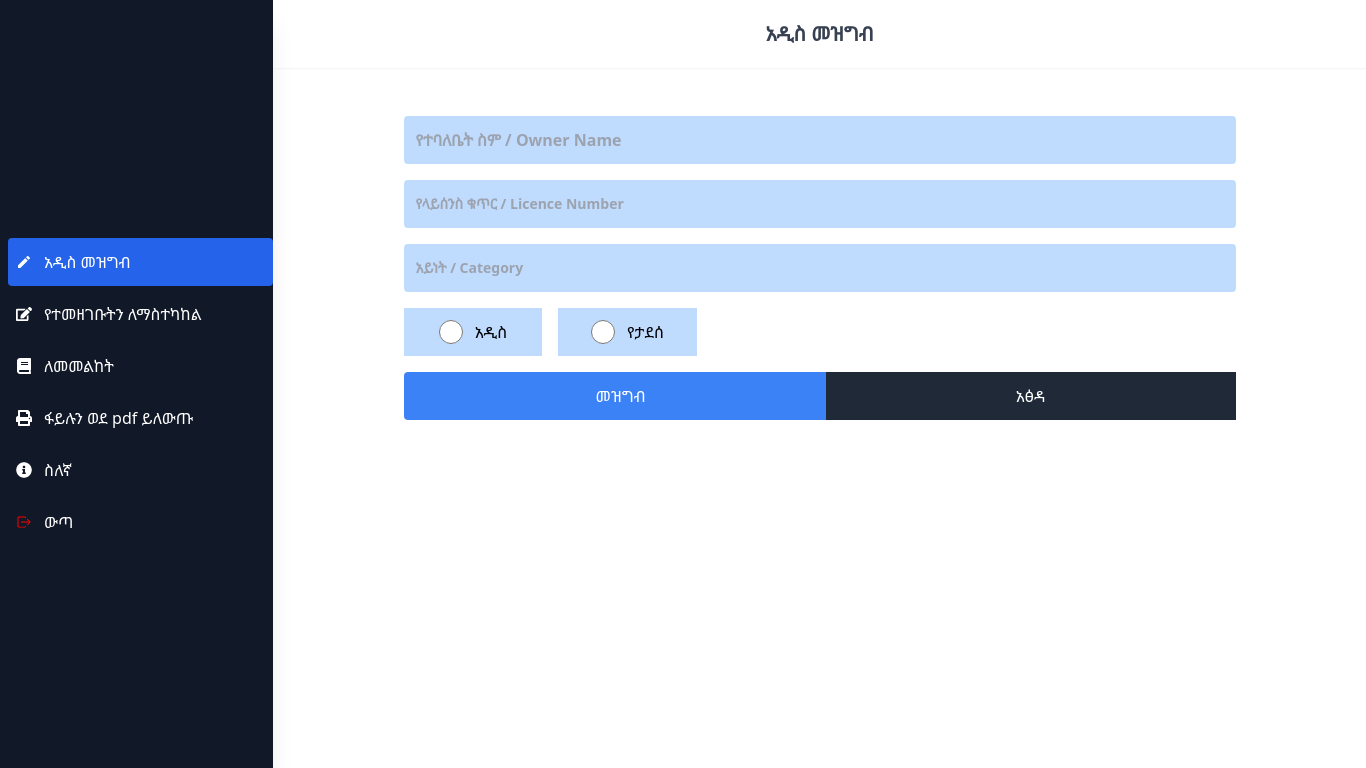 አዲስ መዝግብ
የተመዘገቡትን ለማስተካከል
ለመመልከት
ፋይሉን ወደ pdf ይለውጡ
ስለኛ
ውጣ
አዲስ መዝግብ
የተባለቤት ስም / Owner Name
የላይሰንስ ቁጥር / Licence Number
አይነት / Category
አዲስ
የታደሰ
መዝግብ
አፅዳ